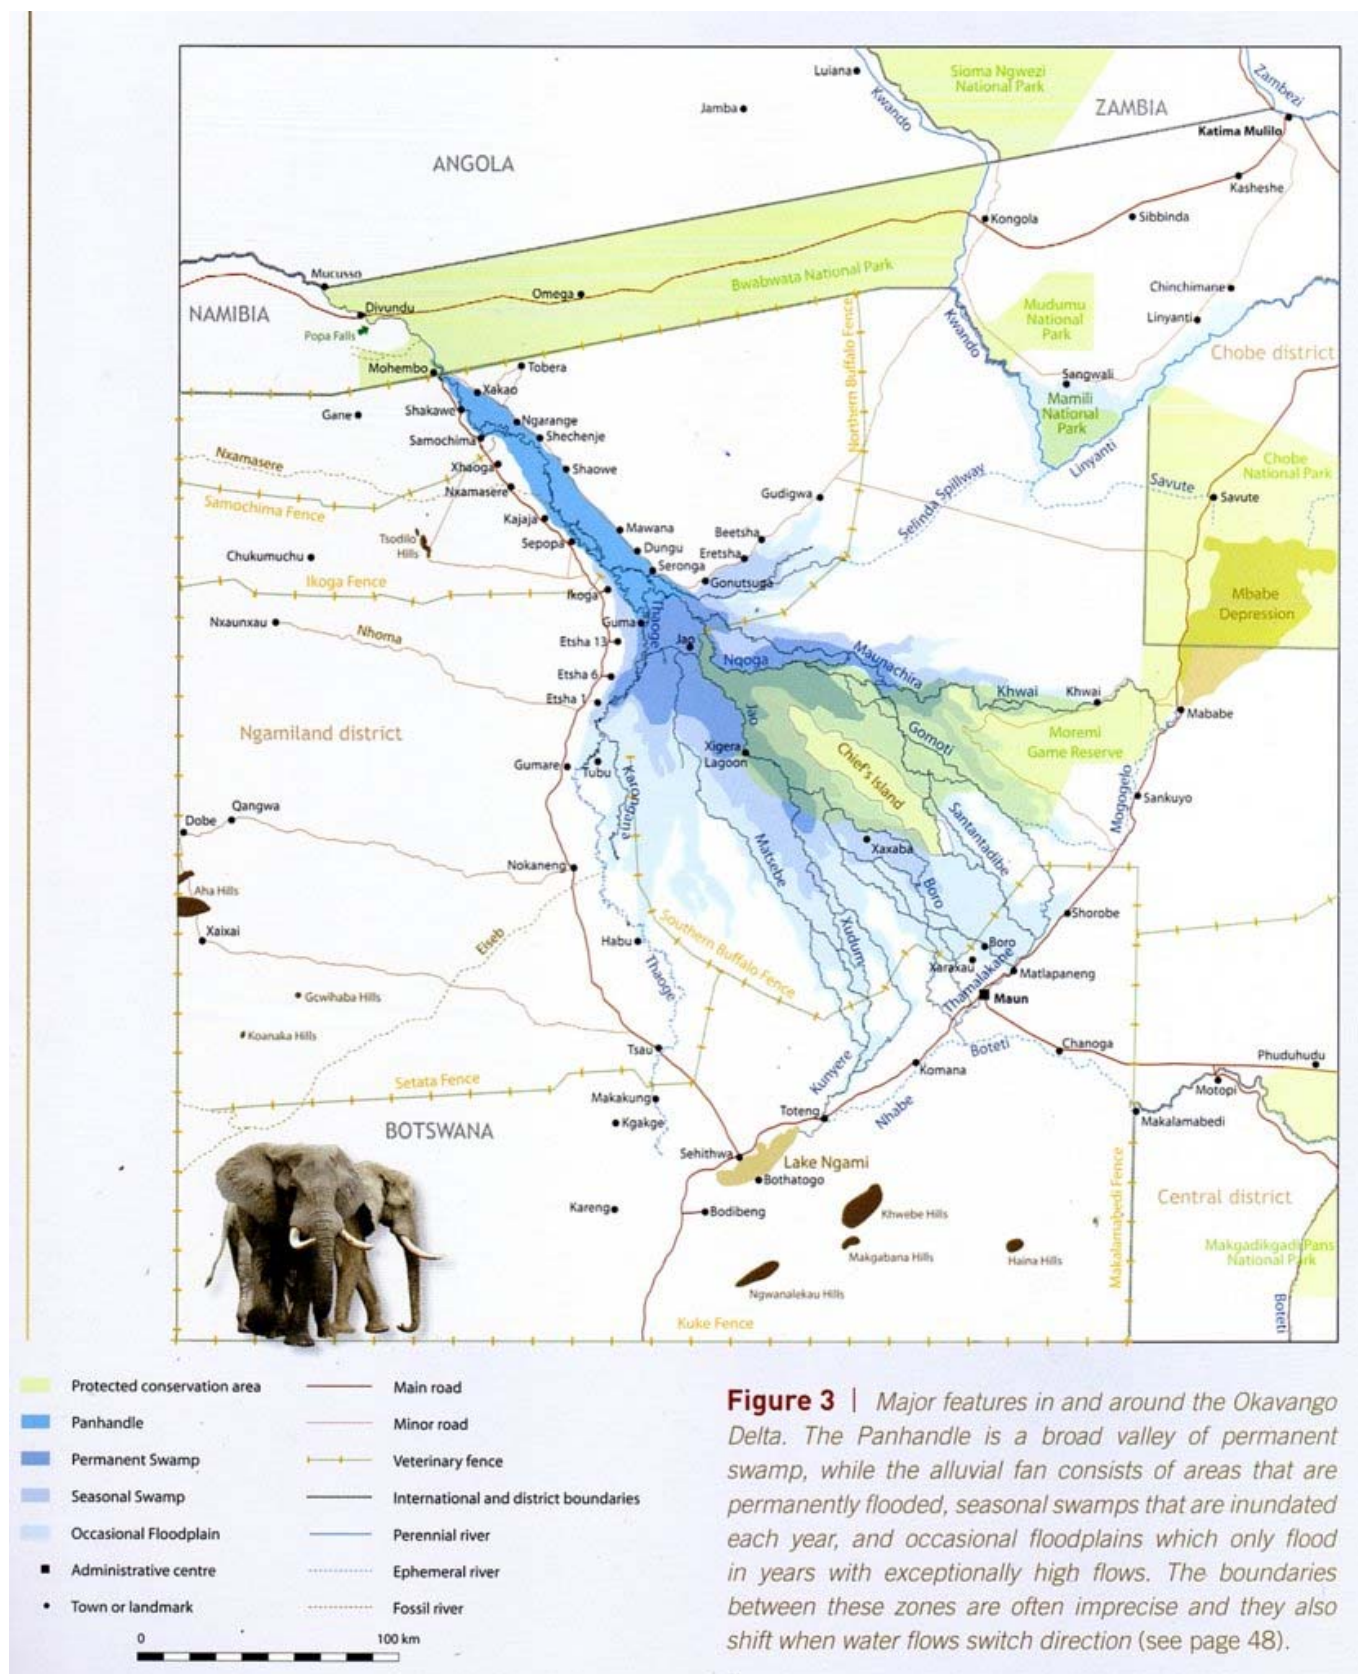 Luiana
Sioma Ngwezi
National Park
Zambezi
Kwando
Jamba
ZAMBIA
Katima Mulilo
ANGOLA
Kasheshe
Kongola
Sibbinda
Mucusso
Bwabwata National Park
Omega
Chinchimane
NAMIBIA
Divundu
Mudumu
National
Park
Linyanti
Popa Falls
Kwando
Northern Buffalo Fence
Chobe district
Mohembo
Tobera
Sangwali
Xakao
Mamili
National
Park
Shakawe
Gane
Ngarange
Samochima
Shechenje
Nxamasere
Xhaoga
Shaowe
Linyanti
Chobe
National Park
Nxamasere
Gudigwa
Selinda Spillway
Savute
Savute
Samochima Fence
Kajaja
Mawana
Beetsha
Tsodilo
Hills
Sepopa
Dungu
Eretsha
Chukumuchu
Seronga
Ikoga Fence
Gonutsuga
Ikoga
Mbabe
Depression
Thaoge
Nxaunxau
Guma
Nhoma
Etsha 13
Jao
Nqoga
Maunachira
Etsha 6
Khwai
Khwai
Etsha 1
Mababe
Jao
Ngamiland district
Gomoti
Moremi
Game Reserve
Xigera
Lagoon
Chief's Island
Gumare
Tubu
Karongana
Mogogelo
Sankuyo
Qangwa
Dobe
Santantadibe
Matsebe
Xaxaba
Nokaneng
Boro
Aha Hills
Shorobe
Xaixai
Eiseb
Southern Buffalo Fence
Xudum
Habu
Boro
Thaoge
Xaraxau
Matlapaneng
Thamalakane
Gcwihaba Hills
Maun
Koanaka Hills
Tsau
Boteti
Chanoga
Phuduhudu
Kunyere
Komana
Setata Fence
Motopi
Makakung
Toteng
Nhabe
Makalamabedi
BOTSWANA
Kgakge
Sehithwa
Lake Ngami
Bothatogo
Makalamabedi Fence
Central district
Kareng
Bodibeng
Khwebe Hills
Makgabana Hills
Haina Hills
Makgadikgadi Pans
National Park
Ngwanalekau Hills
Boteti
Kuke Fence
Protected conservation area
Panhandle
Permanent Swamp
Seasonal Swamp
Occasional Floodplain
Administrative centre
Town or landmark
0 100 km
Main road
Minor road
Veterinary fence
International and district boundaries
Perennial river
Ephemeral river
Fossil river
Figure 3 | Major features in and around the Okavango
Delta. The Panhandle is a broad valley of permanent
swamp, while the alluvial fan consists of areas that are
permanently flooded, seasonal swamps that are inundated
each year, and occasional floodplains which only flood
in years with exceptionally high flows. The boundaries
between these zones are often imprecise and they also
shift when water flows switch direction (see page 48).